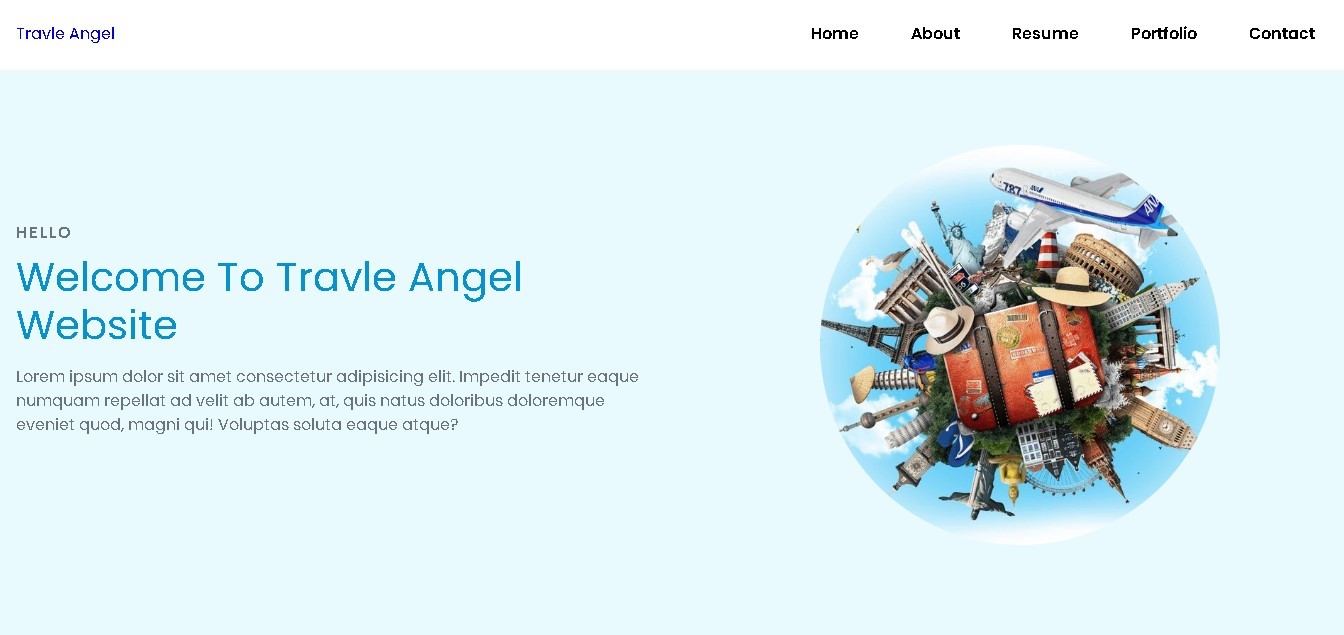 Travle Angel
Home About Resume Portfolio Contact
HELLO
Welcome To Travle Angel
Website
Lorem ipsum dolor sit amet consectetur adipisicing elit. Impedit tenetur eaque
numquam repellat ad velit ab autem, at, quis natus doloribus doloremque
eveniet quod, magni qui! Voluptas soluta eaque atque?
787
ANA